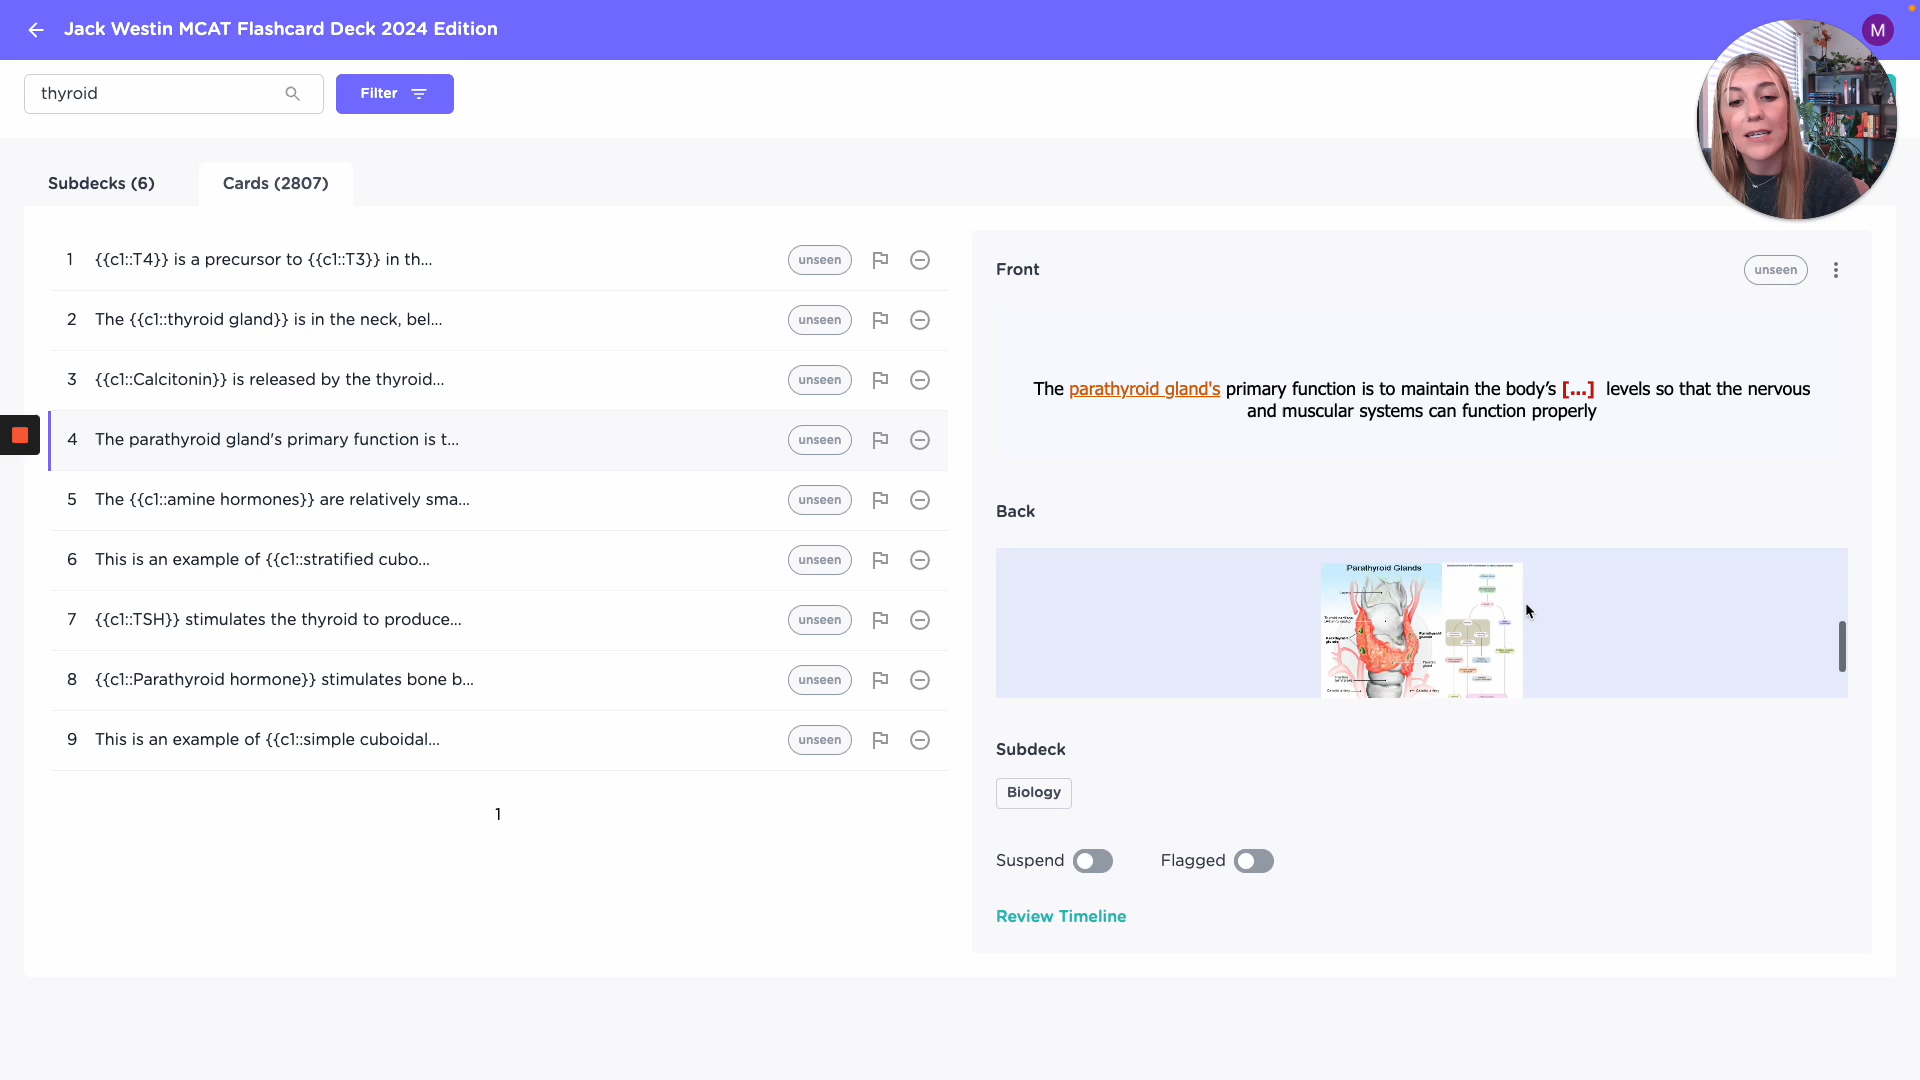 Jack Westin MCAT Flashcard Deck 2024 Edition
M
thyroid
Filter
Subdecks (6)
Cards (2807)
1 {{c1::T4}} is a precursor to {{c1::T3}} in th... unseen
2 The {{c1::thyroid gland}} is in the neck, bel... unseen
3 {{c1::Calcitonin}} is released by the thyroid... unseen
4 The parathyroid gland's primary function is t... unseen
5 The {{c1::amine hormones}} are relatively sma... unseen
6 This is an example of {{c1::stratified cubo... unseen
7 {{c1::TSH}} stimulates the thyroid to produce... unseen
8 {{c1::Parathyroid hormone}} stimulates bone b... unseen
9 This is an example of {{c1::simple cuboidal... unseen
1
Front
unseen
The parathyroid gland's primary function is to maintain the body’s [...] levels so that the nervous
and muscular systems can function properly
Back
Parathyroid Glands
Subdeck
Biology
Suspend
Flagged
Review Timeline